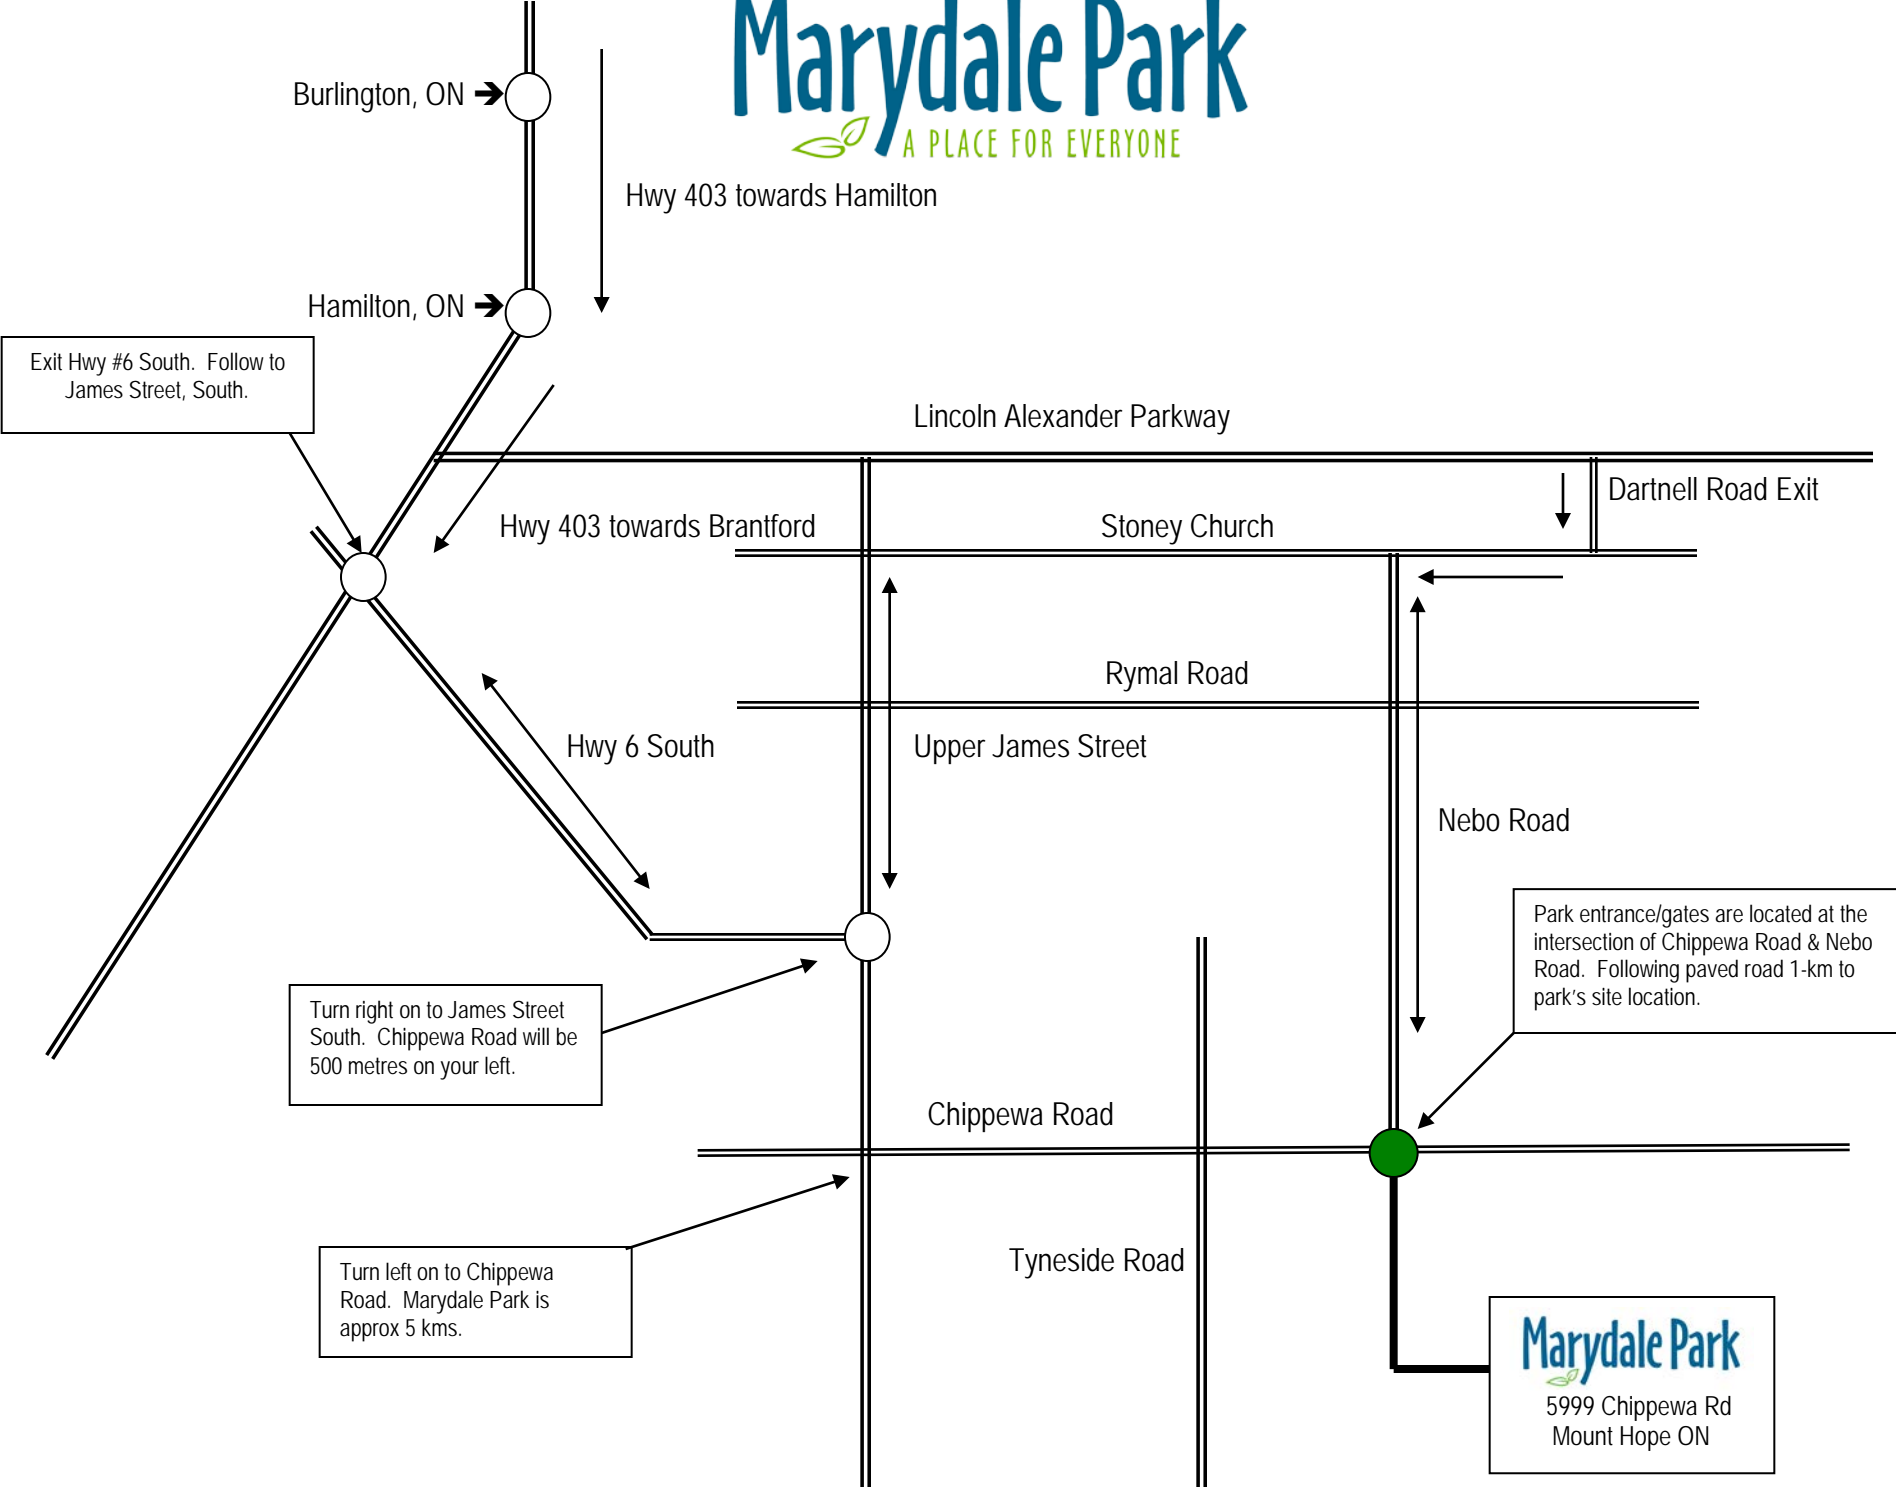 Marydale Park
A PLACE FOR EVERYONE
Burlington, ON ➔
Hwy 403 towards Hamilton
Hamilton, ON ➔
Exit Hwy #6 South.  Follow to
James Street, South.
Lincoln Alexander Parkway
Dartnell Road Exit
Hwy 403 towards Brantford
Stoney Church
Rymal Road
Hwy 6 South
Upper James Street
Nebo Road
Park entrance/gates are located at the
intersection of Chippewa Road & Nebo
Road.  Following paved road 1-km to
park's site location.
Turn right on to James Street
South.  Chippewa Road will be
500 metres on your left.
Chippewa Road
Tyneside Road
Turn left on to Chippewa
Road.  Marydale Park is
approx 5 kms.
Marydale Park
5999 Chippewa Rd
Mount Hope ON